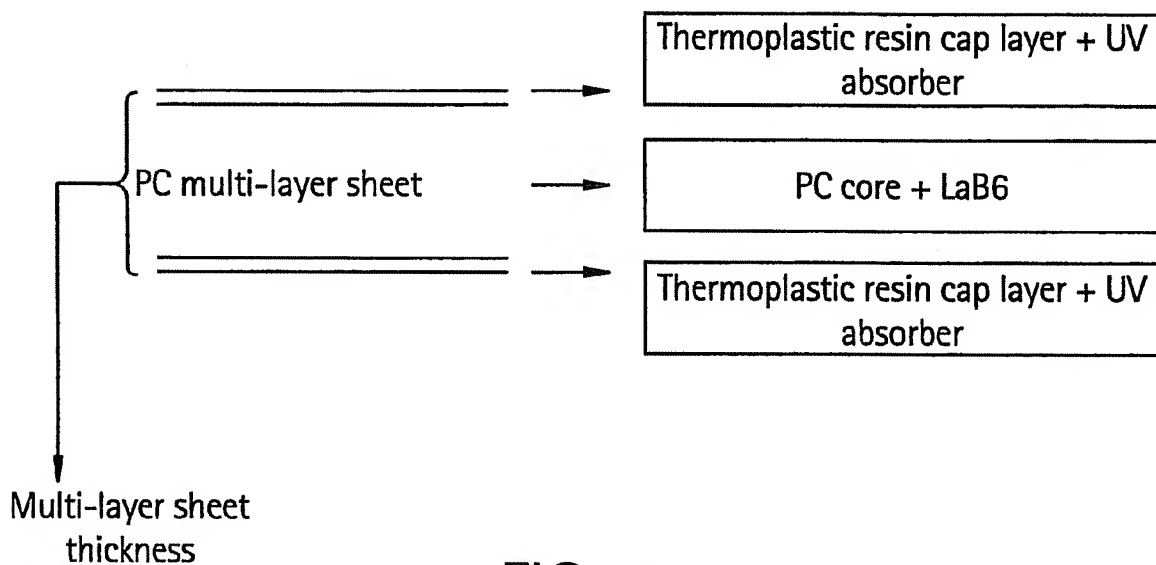 Thermoplastic resin cap layer + UV
absorber
PC multi-layer sheet
PC core + LaB6
Thermoplastic resin cap layer + UV
absorber
Multi-layer sheet
thickness